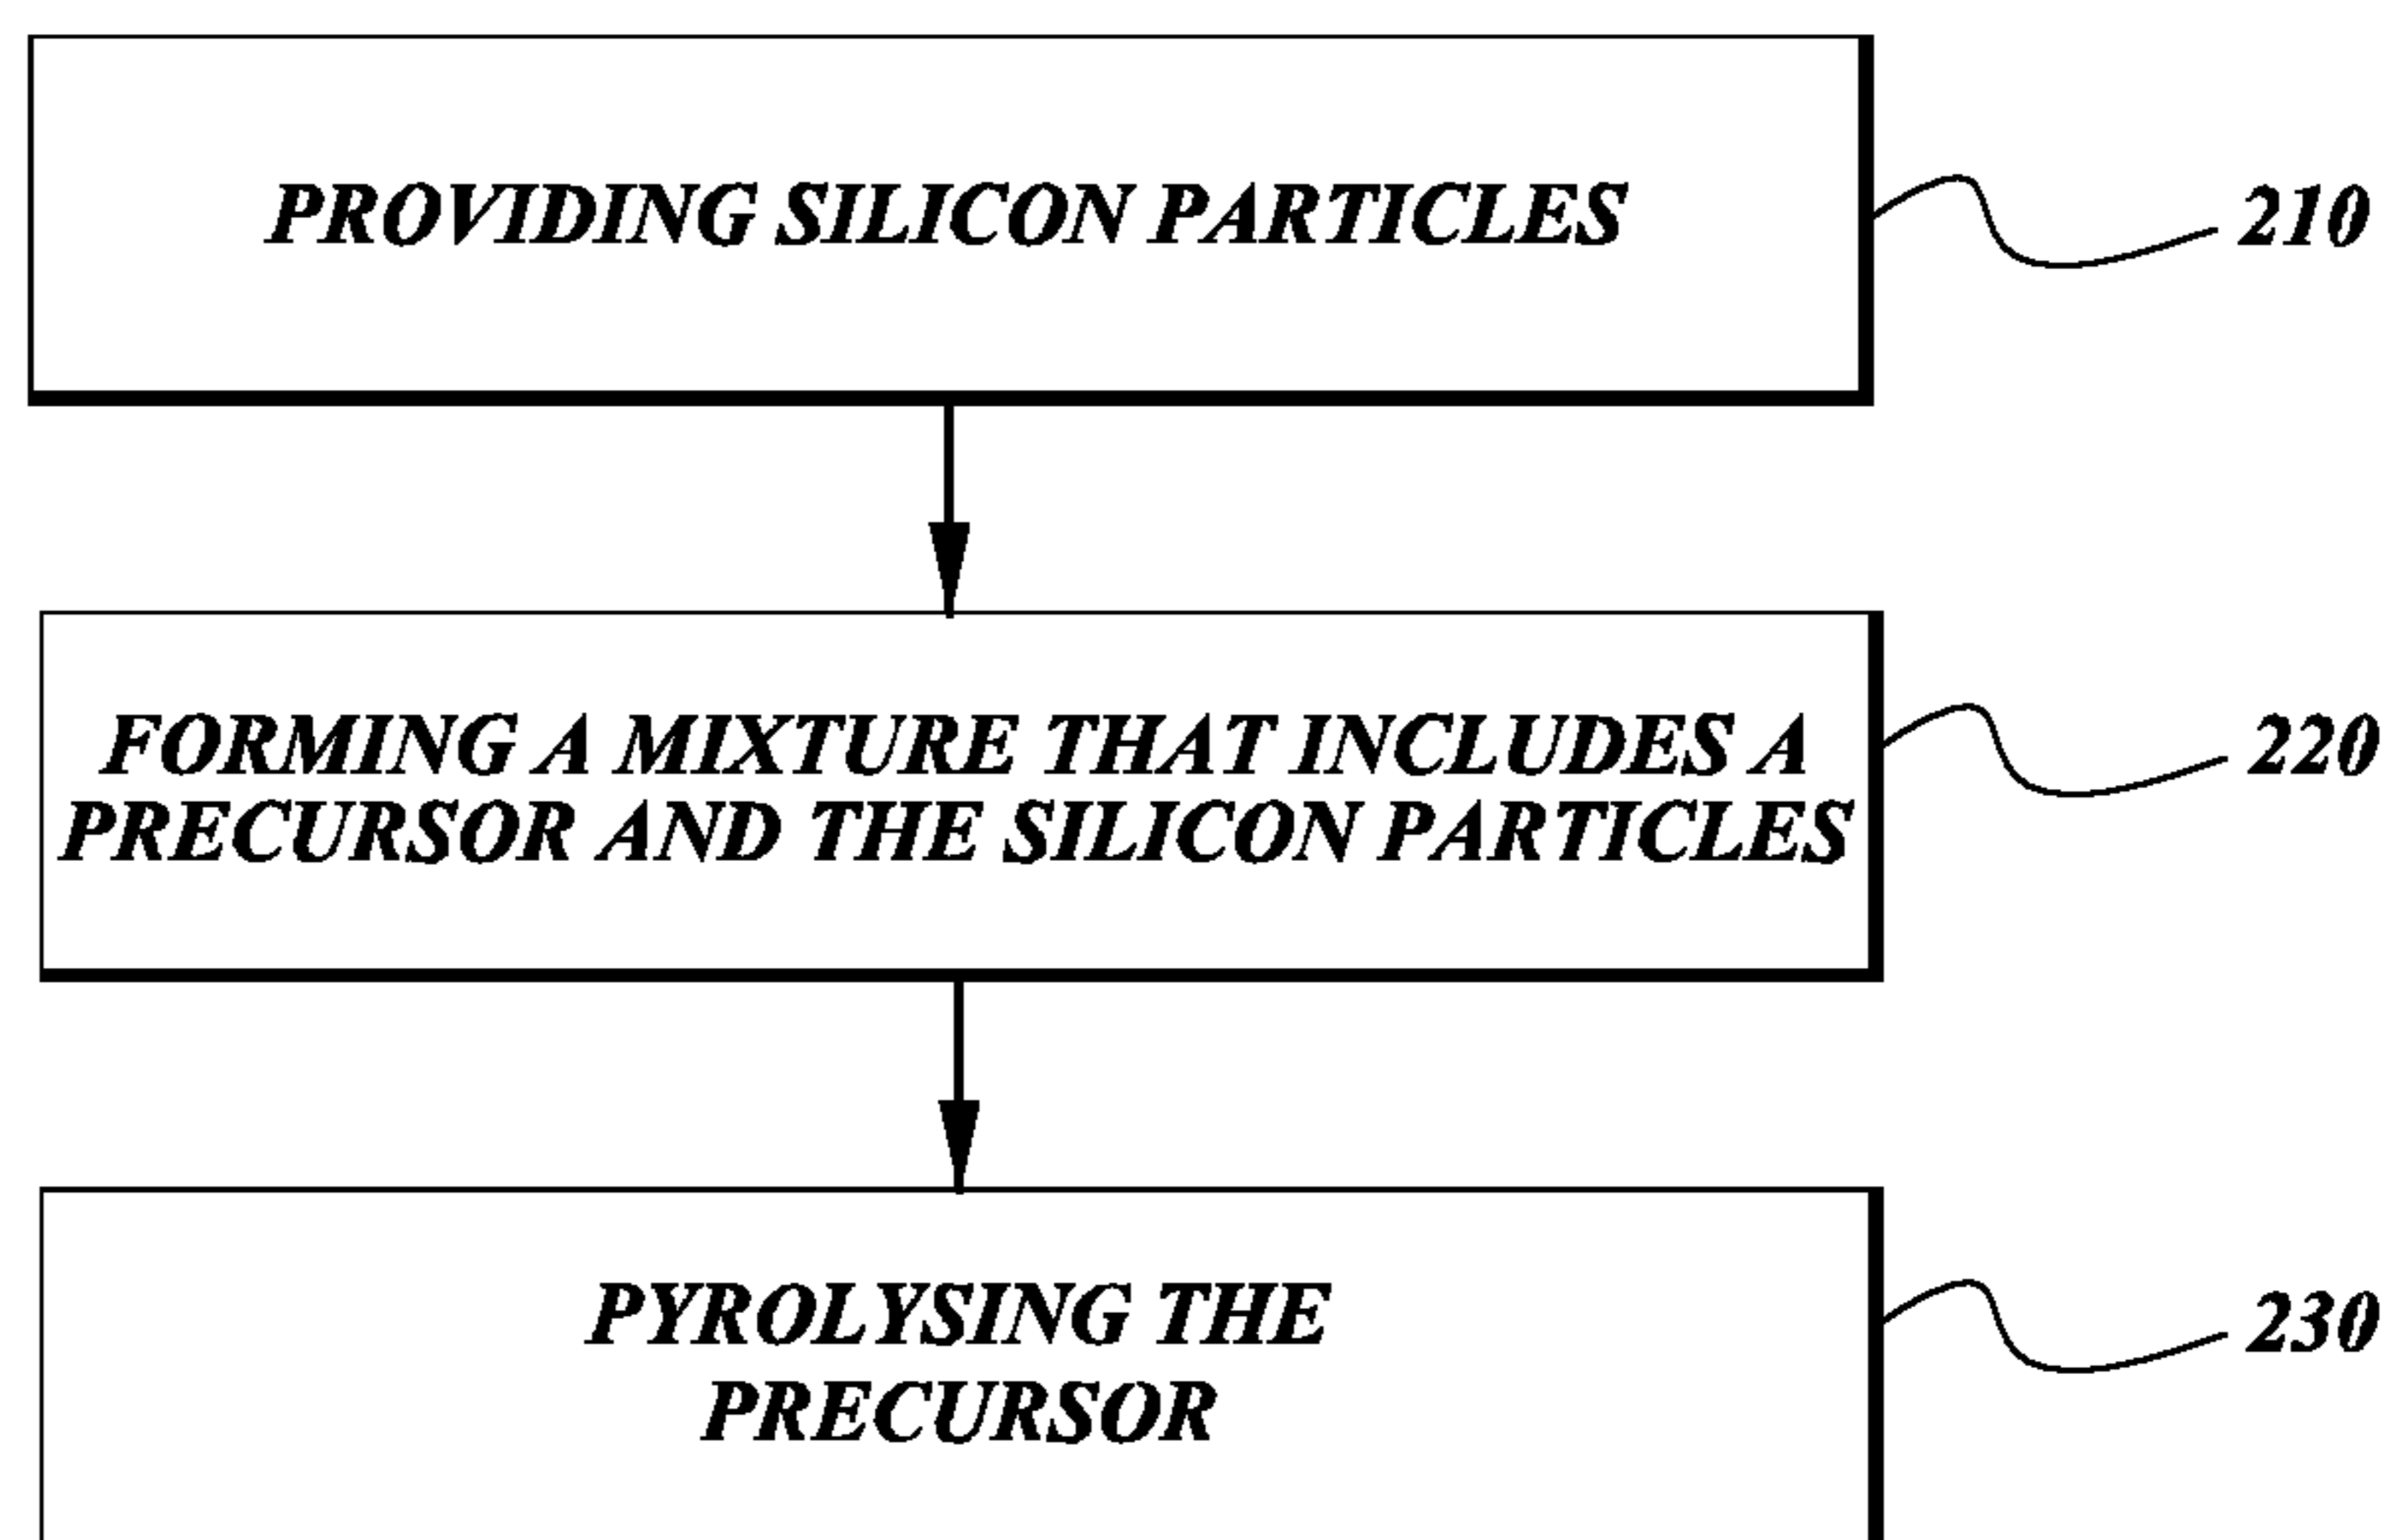 PROVIDING SILICON PARTICLES
210
FORMING A MIXTURE THAT INCLUDES A
PRECURSOR AND THE SILICON PARTICLES
220
PYROLYSING THE
PRECURSOR
230